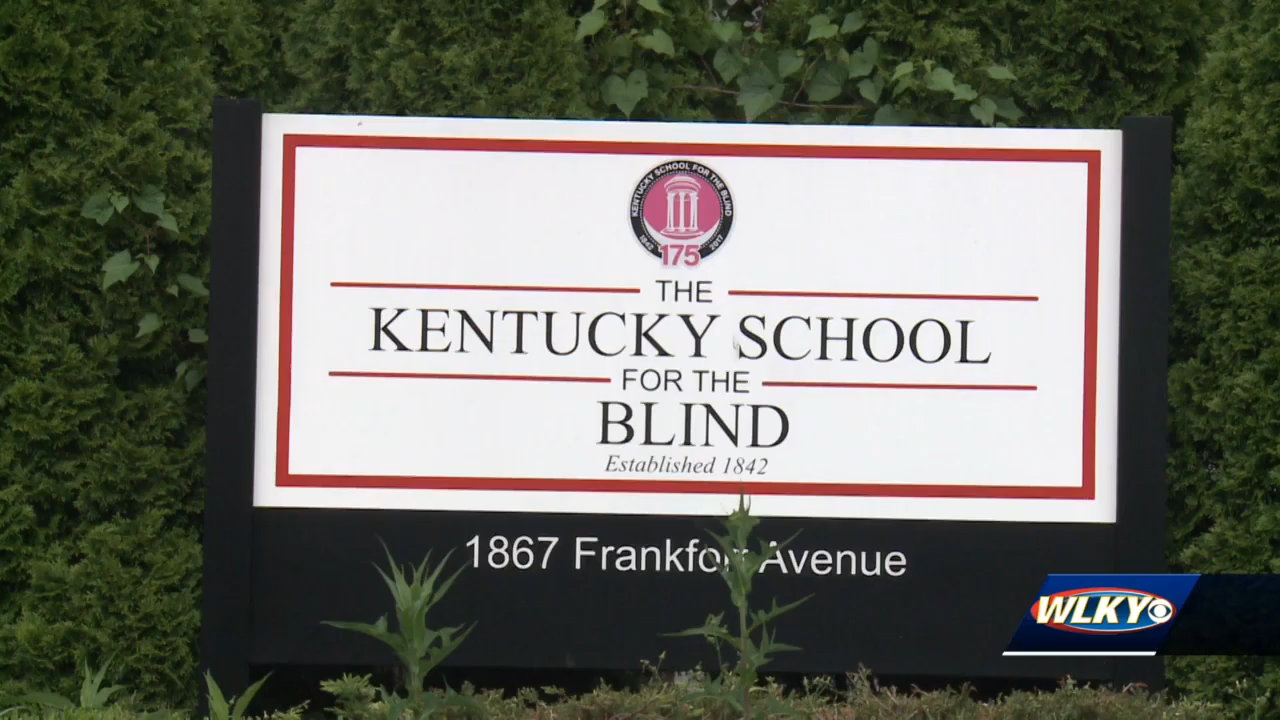 KENTUCKY SCHOOL FOR THE BLIND
1842 2017
175
THE
KENTUCKY SCHOOL
FOR THE
BLIND
Established 1842
1867 Frankfort Avenue
WLKY